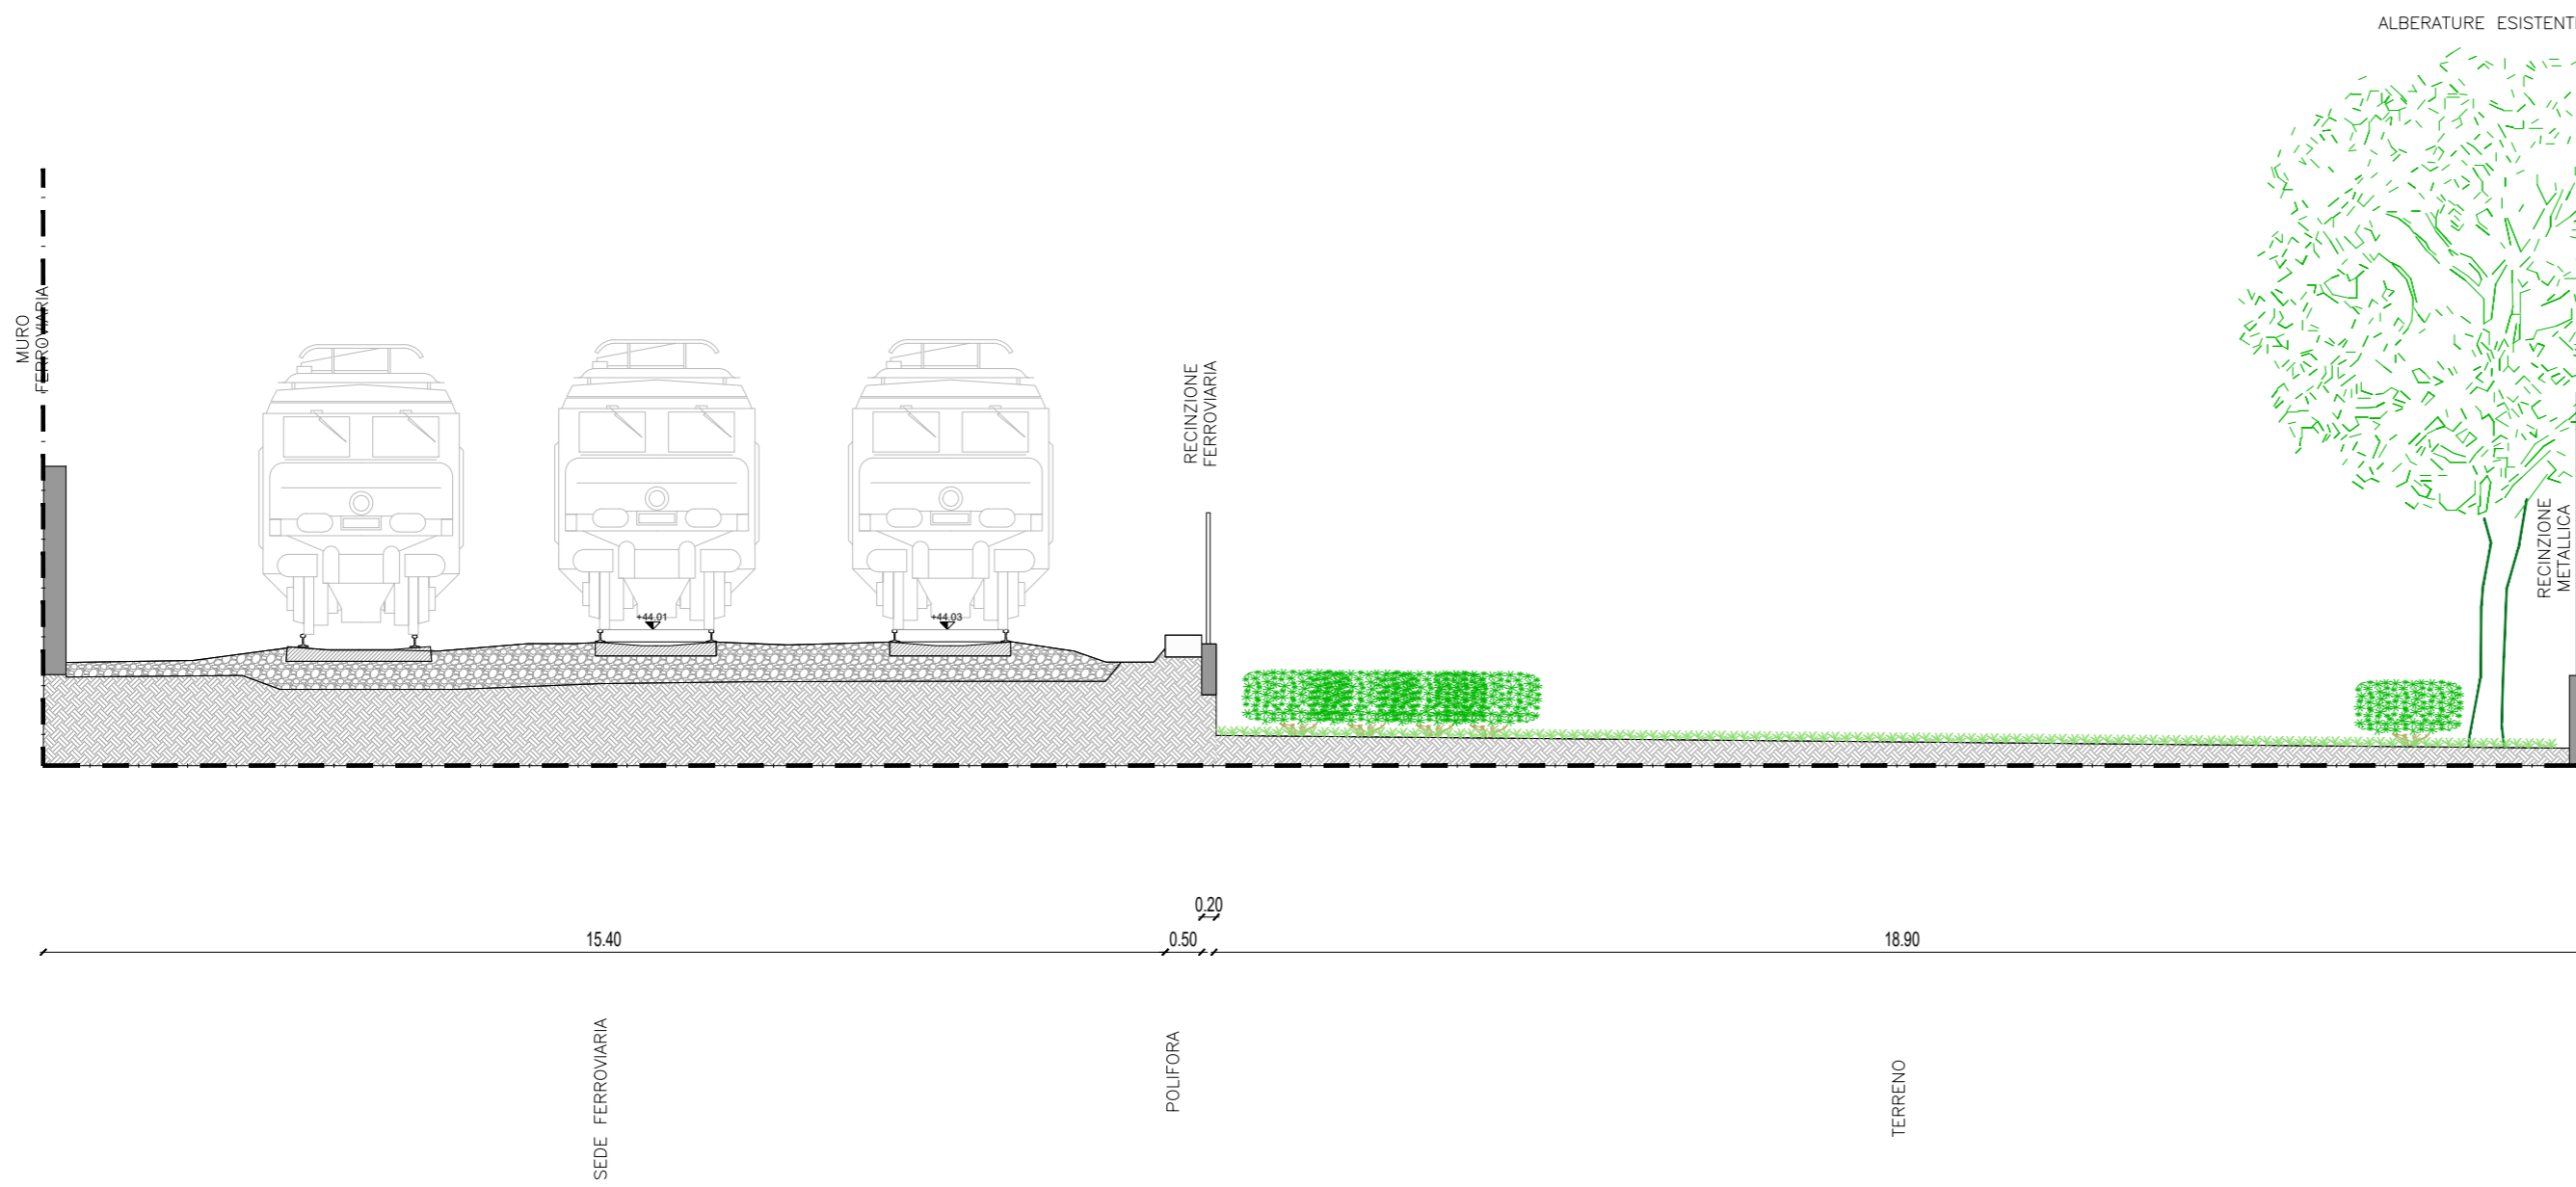 ALBERATURE ESISTENTI
MURO
FERROVIARIA
RECINZIONE
FERROVIARIA
RECINZIONE
METALLICA
+44.01
+44.03
0.20
15.40
0.50
18.90
SEDE FERROVIARIA
POLIFORA
TERRENO